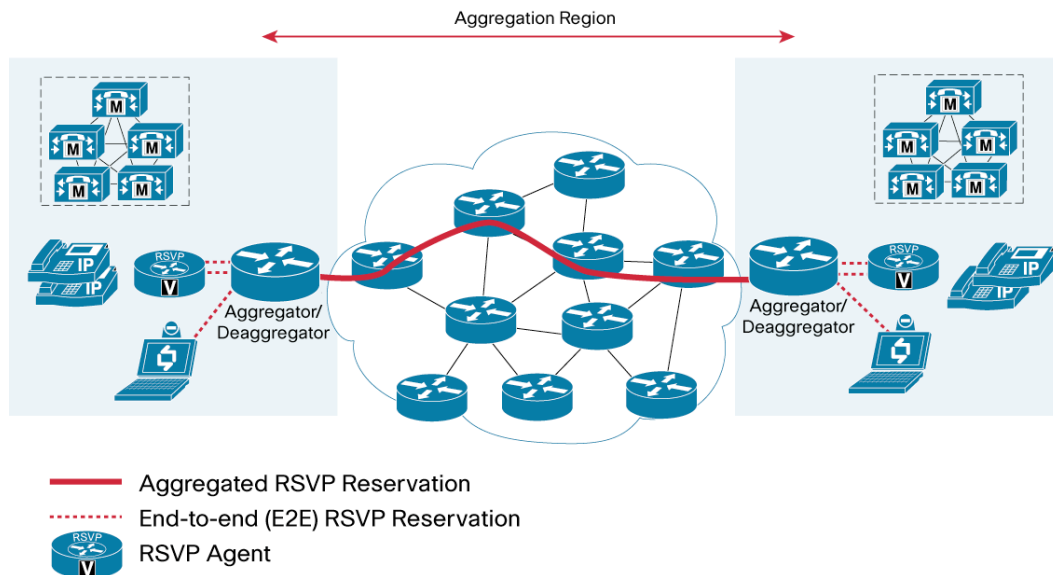 Aggregation Region
M
M
M
M
M
M
M
M
M
M
IP
IP
RSVP
V
Aggregator/
Deaggregator
Aggregator/
Deaggregator
RSVP
V
IP
IP
Aggregated RSVP Reservation
End-to-end (E2E) RSVP Reservation
RSVP
V
RSVP Agent